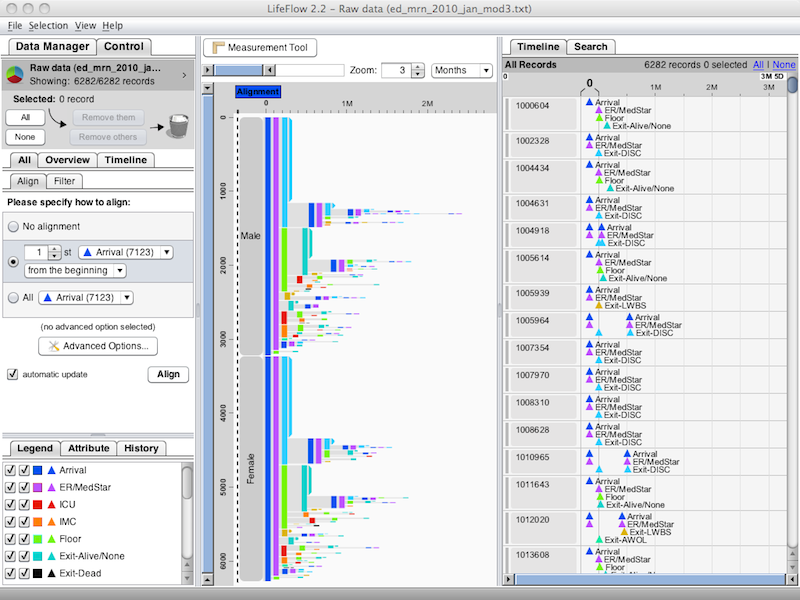 LifeFlow 2.2 - Raw data (ed_mrn_2010_jan_mod3.txt)
File Selection View Help
Data Manager Control
Raw data (ed_mrn_2010_ja...
Showing: 6282/6282 records
Selected: 0 record
All
Remove them
None
Remove others
All Overview Timeline
Align Filter
Please specify how to align:
No alignment
1 st Arrival (7123)
from the beginning
All Arrival (7123)
(no advanced option selected)
Advanced Options...
automatic update
Align
Legend Attribute History
Arrival
ER/MedStar
ICU
IMC
Floor
Exit-Alive/None
Exit-Dead
Measurement Tool
Zoom: 3 Months
Alignment
0 1M 2M
0
1000
2000
3000
4000
5000
6000
Male
Female
Timeline Search
All Records 6282 records 0 selected All | None
0 3M 5D
0 1M 2M 3M
1000604
Arrival
ER/MedStar
Floor
Exit-Alive/None
1002328
Arrival
ER/MedStar
Exit-DISC
1004434
Arrival
ER/MedStar
Floor
Exit-Alive/None
1004631
Arrival
ER/MedStar
Exit-DISC
1004918
Arrival
ER/MedStar
Exit-DISC
1005614
Arrival
ER/MedStar
Floor
Exit-Alive/None
1005939
Arrival
ER/MedStar
Exit-LWBS
1005964
Arrival
ER/MedStar
Exit-DISC
1007354
Arrival
ER/MedStar
Exit-DISC
1007970
Arrival
ER/MedStar
Exit-DISC
1008310
Arrival
ER/MedStar
Exit-DISC
1008628
Arrival
ER/MedStar
Exit-DISC
1010965
Arrival
ER/MedStar
Exit-DISC
1011643
Arrival
ER/MedStar
Floor
Exit-Alive/None
1012020
Arrival
ER/MedStar
Exit-LWBS
Exit-AWOL
1013608
Arrival
ER/MedStar
Floor
Exit-Alive/None